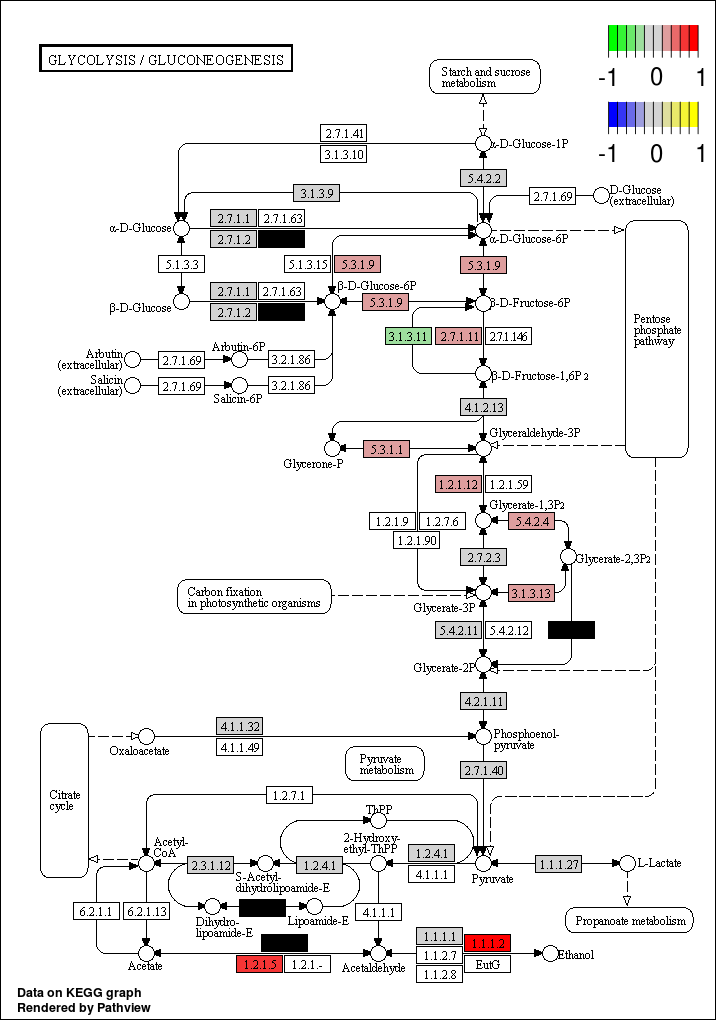 GLYCOLYSIS / GLUCONEOGENESIS
-1 0 1
-1 0 1
Starch and sucrose
metabolism
2.7.1.41
3.1.3.10
α-D-Glucose-1P
5.4.2.2
3.1.3.9
2.7.1.69
D-Glucose
(extracellular)
α-D-Glucose
2.7.1.1
2.7.1.63
2.7.1.2
α-D-Glucose-6P
5.1.3.3
5.1.3.15
5.3.1.9
5.3.1.9
β-D-Glucose-6P
β-D-Glucose
2.7.1.1
2.7.1.63
2.7.1.2
5.3.1.9
β-D-Fructose-6P
Pentose
phosphate
pathway
3.1.3.11
2.7.1.11
2.7.1.146
Arbutin
(extracellular)
2.7.1.69
Arbutin-6P
3.2.1.86
Salicin
(extracellular)
2.7.1.69
Salicin-6P
3.2.1.86
β-D-Fructose-1,6P2
4.1.2.13
Glyceraldehyde-3P
Glycerone-P
5.3.1.1
1.2.1.12
1.2.1.59
Glycerate-1,3P2
1.2.1.9
1.2.7.6
1.2.1.90
5.4.2.4
2.7.2.3
Glycerate-2,3P2
Carbon fixation
in photosynthetic organisms
3.1.3.13
Glycerate-3P
5.4.2.11
5.4.2.12
Glycerate-2P
4.2.1.11
Oxaloacetate
4.1.1.32
4.1.1.49
Phosphoenol-
pyruvate
Pyruvate
metabolism
2.7.1.40
Citrate
cycle
1.2.7.1
ThPP
2-Hydroxy-
ethyl-ThPP
Acetyl-
CoA
2.3.1.12
S-Acetyl-
dihydrolipoamide-E
1.2.4.1
1.2.4.1
4.1.1.1
Pyruvate
1.1.1.27
L-Lactate
6.2.1.1
6.2.1.13
Dihydro-
lipoamide-E
Lipoamide-E
4.1.1.1
Propanoate metabolism
Acetate
1.2.1.5
1.2.1.-
Acetaldehyde
1.1.1.1
1.1.1.2
1.1.2.7
EutG
1.1.2.8
Ethanol
Data on KEGG graph
Rendered by Pathview